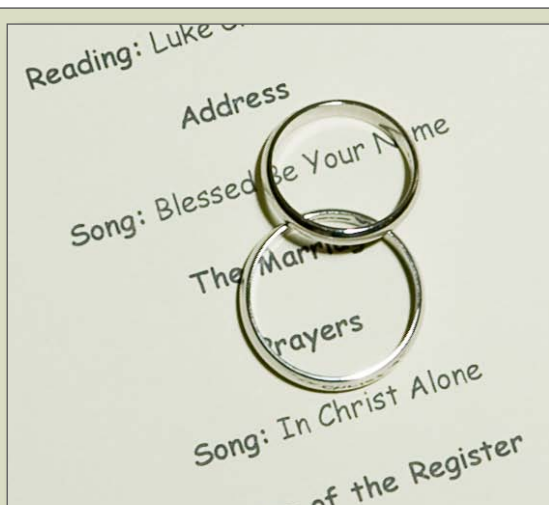 Reading: Luke
Address
Song: Blessed Be Your Name
The Marriage
Prayers
Song: In Christ Alone
of the Register